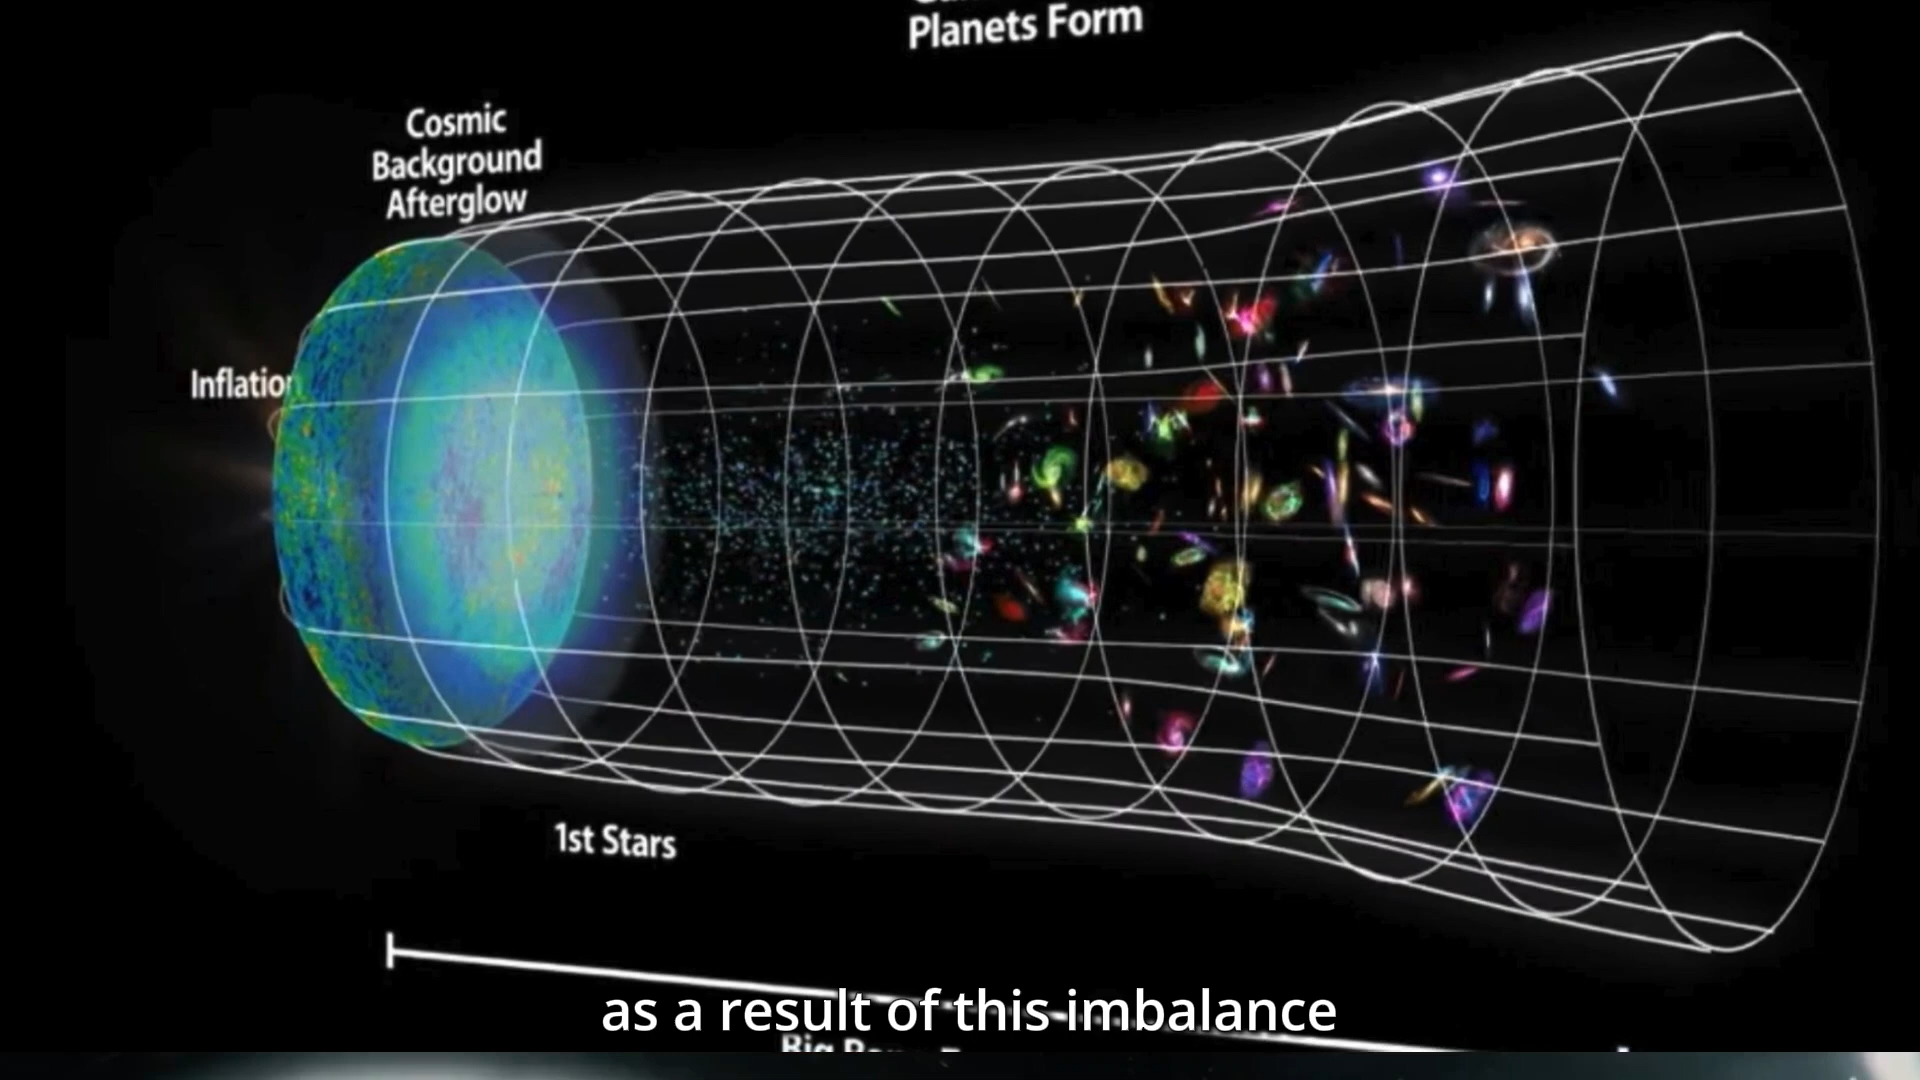 Planets Form
Cosmic
Background
Afterglow
Inflation
1st Stars
as a result of this imbalance